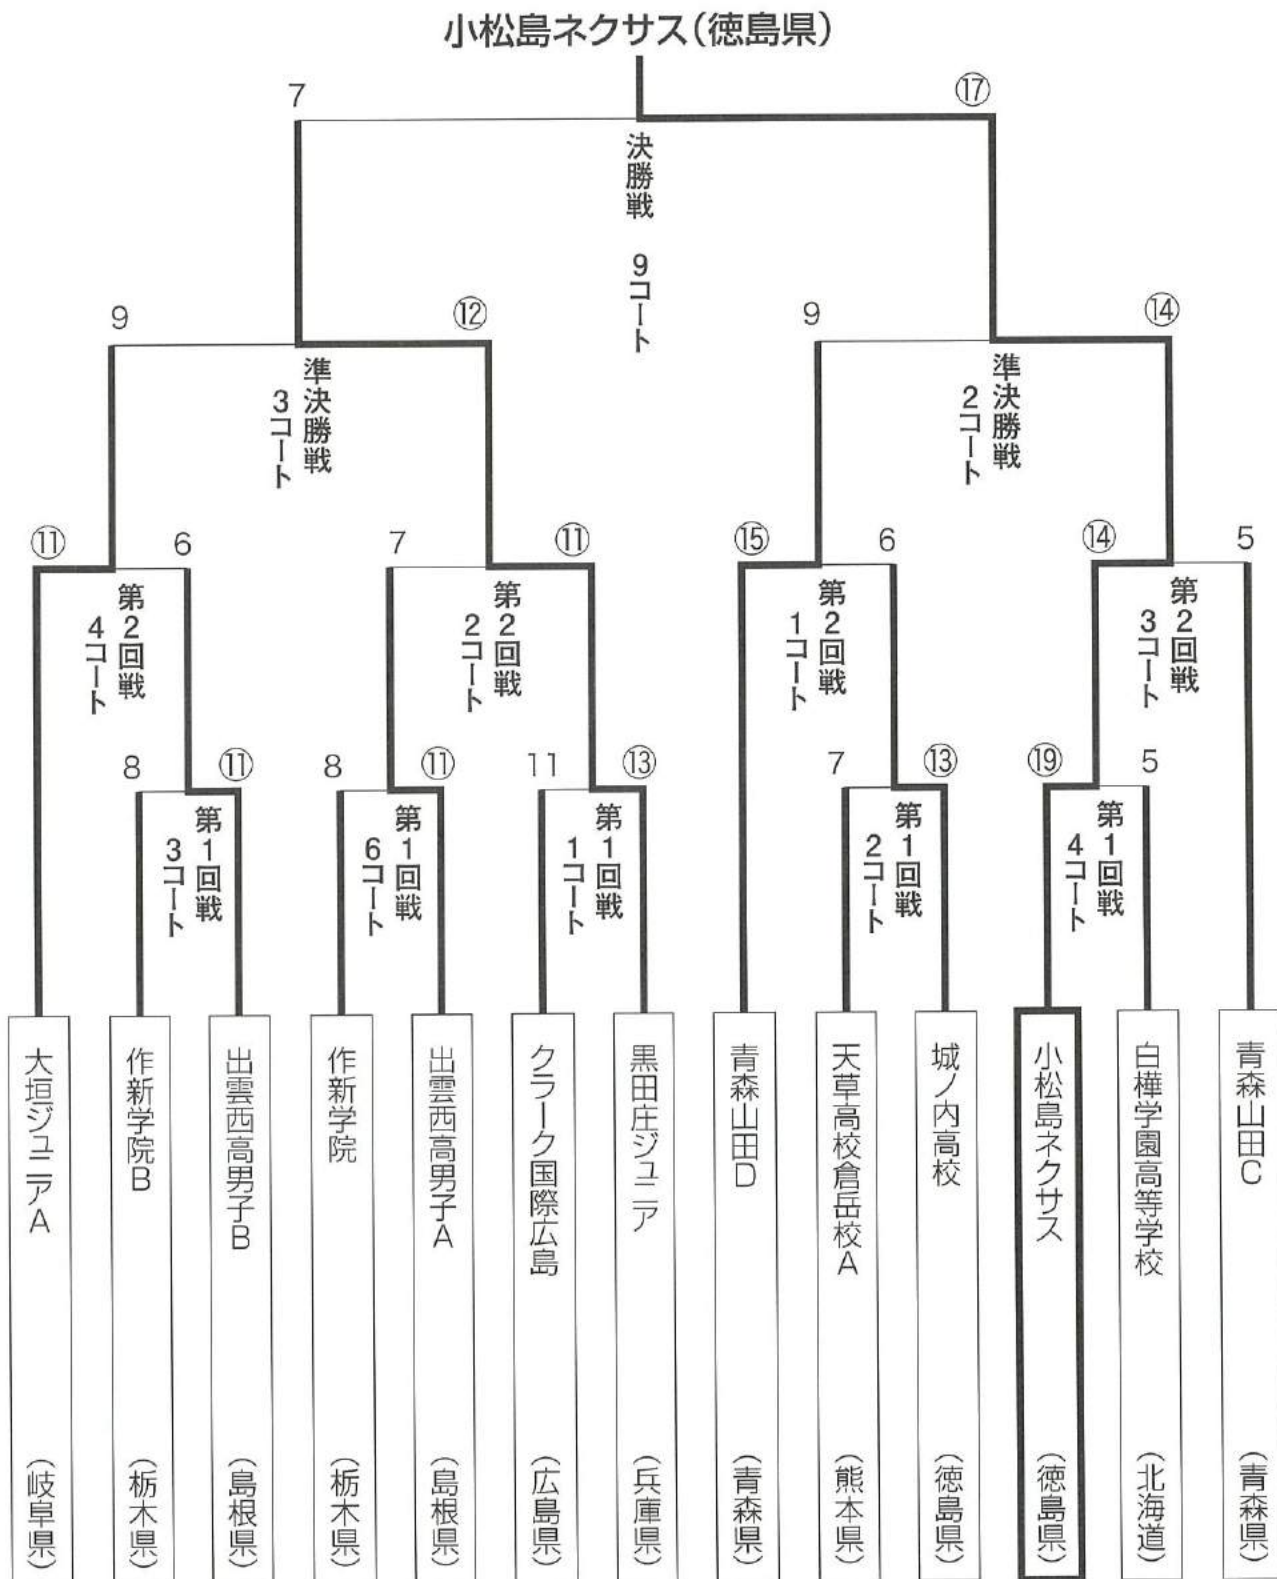 小松島ネクサス(徳島県)
7
⑰
決勝戦 9コート
9
⑫
9
⑭
準決勝戦
3コート
準決勝戦
2コート
⑪
6
7
⑪
⑮
6
⑭
5
第2回戦
4コート
第2回戦
2コート
第2回戦
1コート
第2回戦
3コート
8
⑪
8
⑪
11
⑬
7
⑬
⑲
5
第1回戦
3コート
第1回戦
6コート
第1回戦
1コート
第1回戦
2コート
第1回戦
4コート
大垣ジュニアA (岐阜県)
作新学院B (栃木県)
出雲西高男子B (島根県)
作新学院 (栃木県)
出雲西高男子A (島根県)
クラーク国際広島 (広島県)
黒田庄ジュニア (兵庫県)
青森山田D (青森県)
天草高校倉岳校A (熊本県)
城ノ内高校 (徳島県)
小松島ネクサス (徳島県)
白樺学園高等学校 (北海道)
青森山田C (青森県)